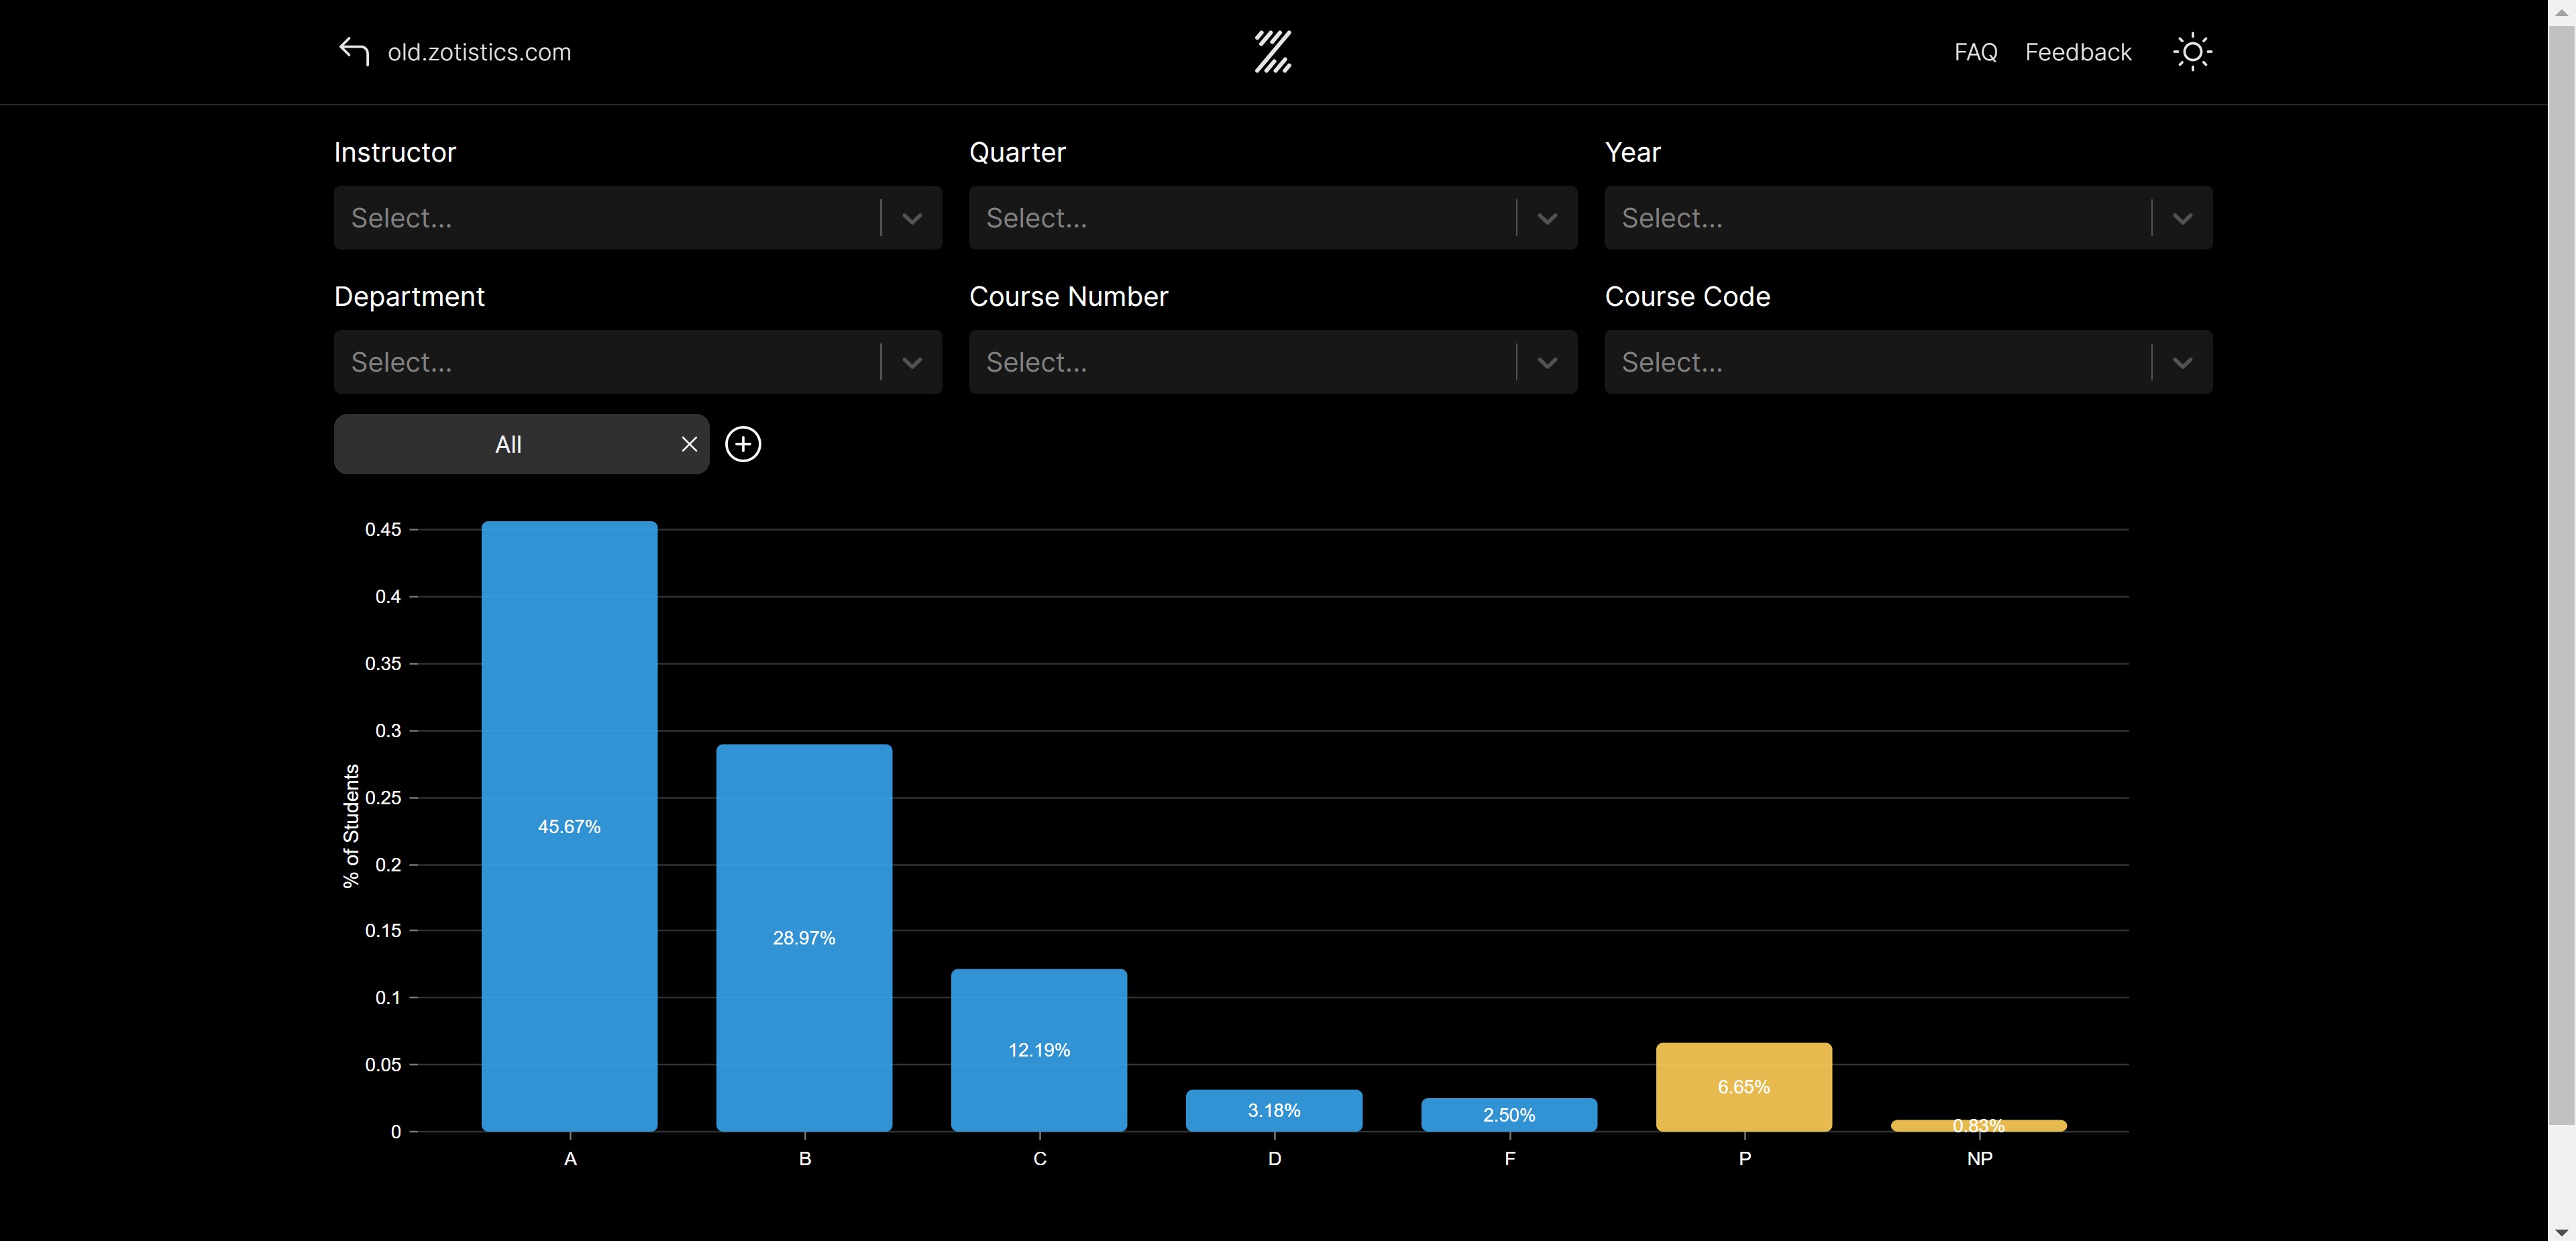 old.zotistics.com
FAQ Feedback
Instructor Quarter Year
Select... Select... Select...
Department Course Number Course Code
Select... Select... Select...
All
% of Students
0.45
0.4
0.35
0.3
0.25
0.2
0.15
0.1
0.05
0
45.67%
28.97%
12.19%
3.18%
2.50%
6.65%
0.83%
A B C D F P NP